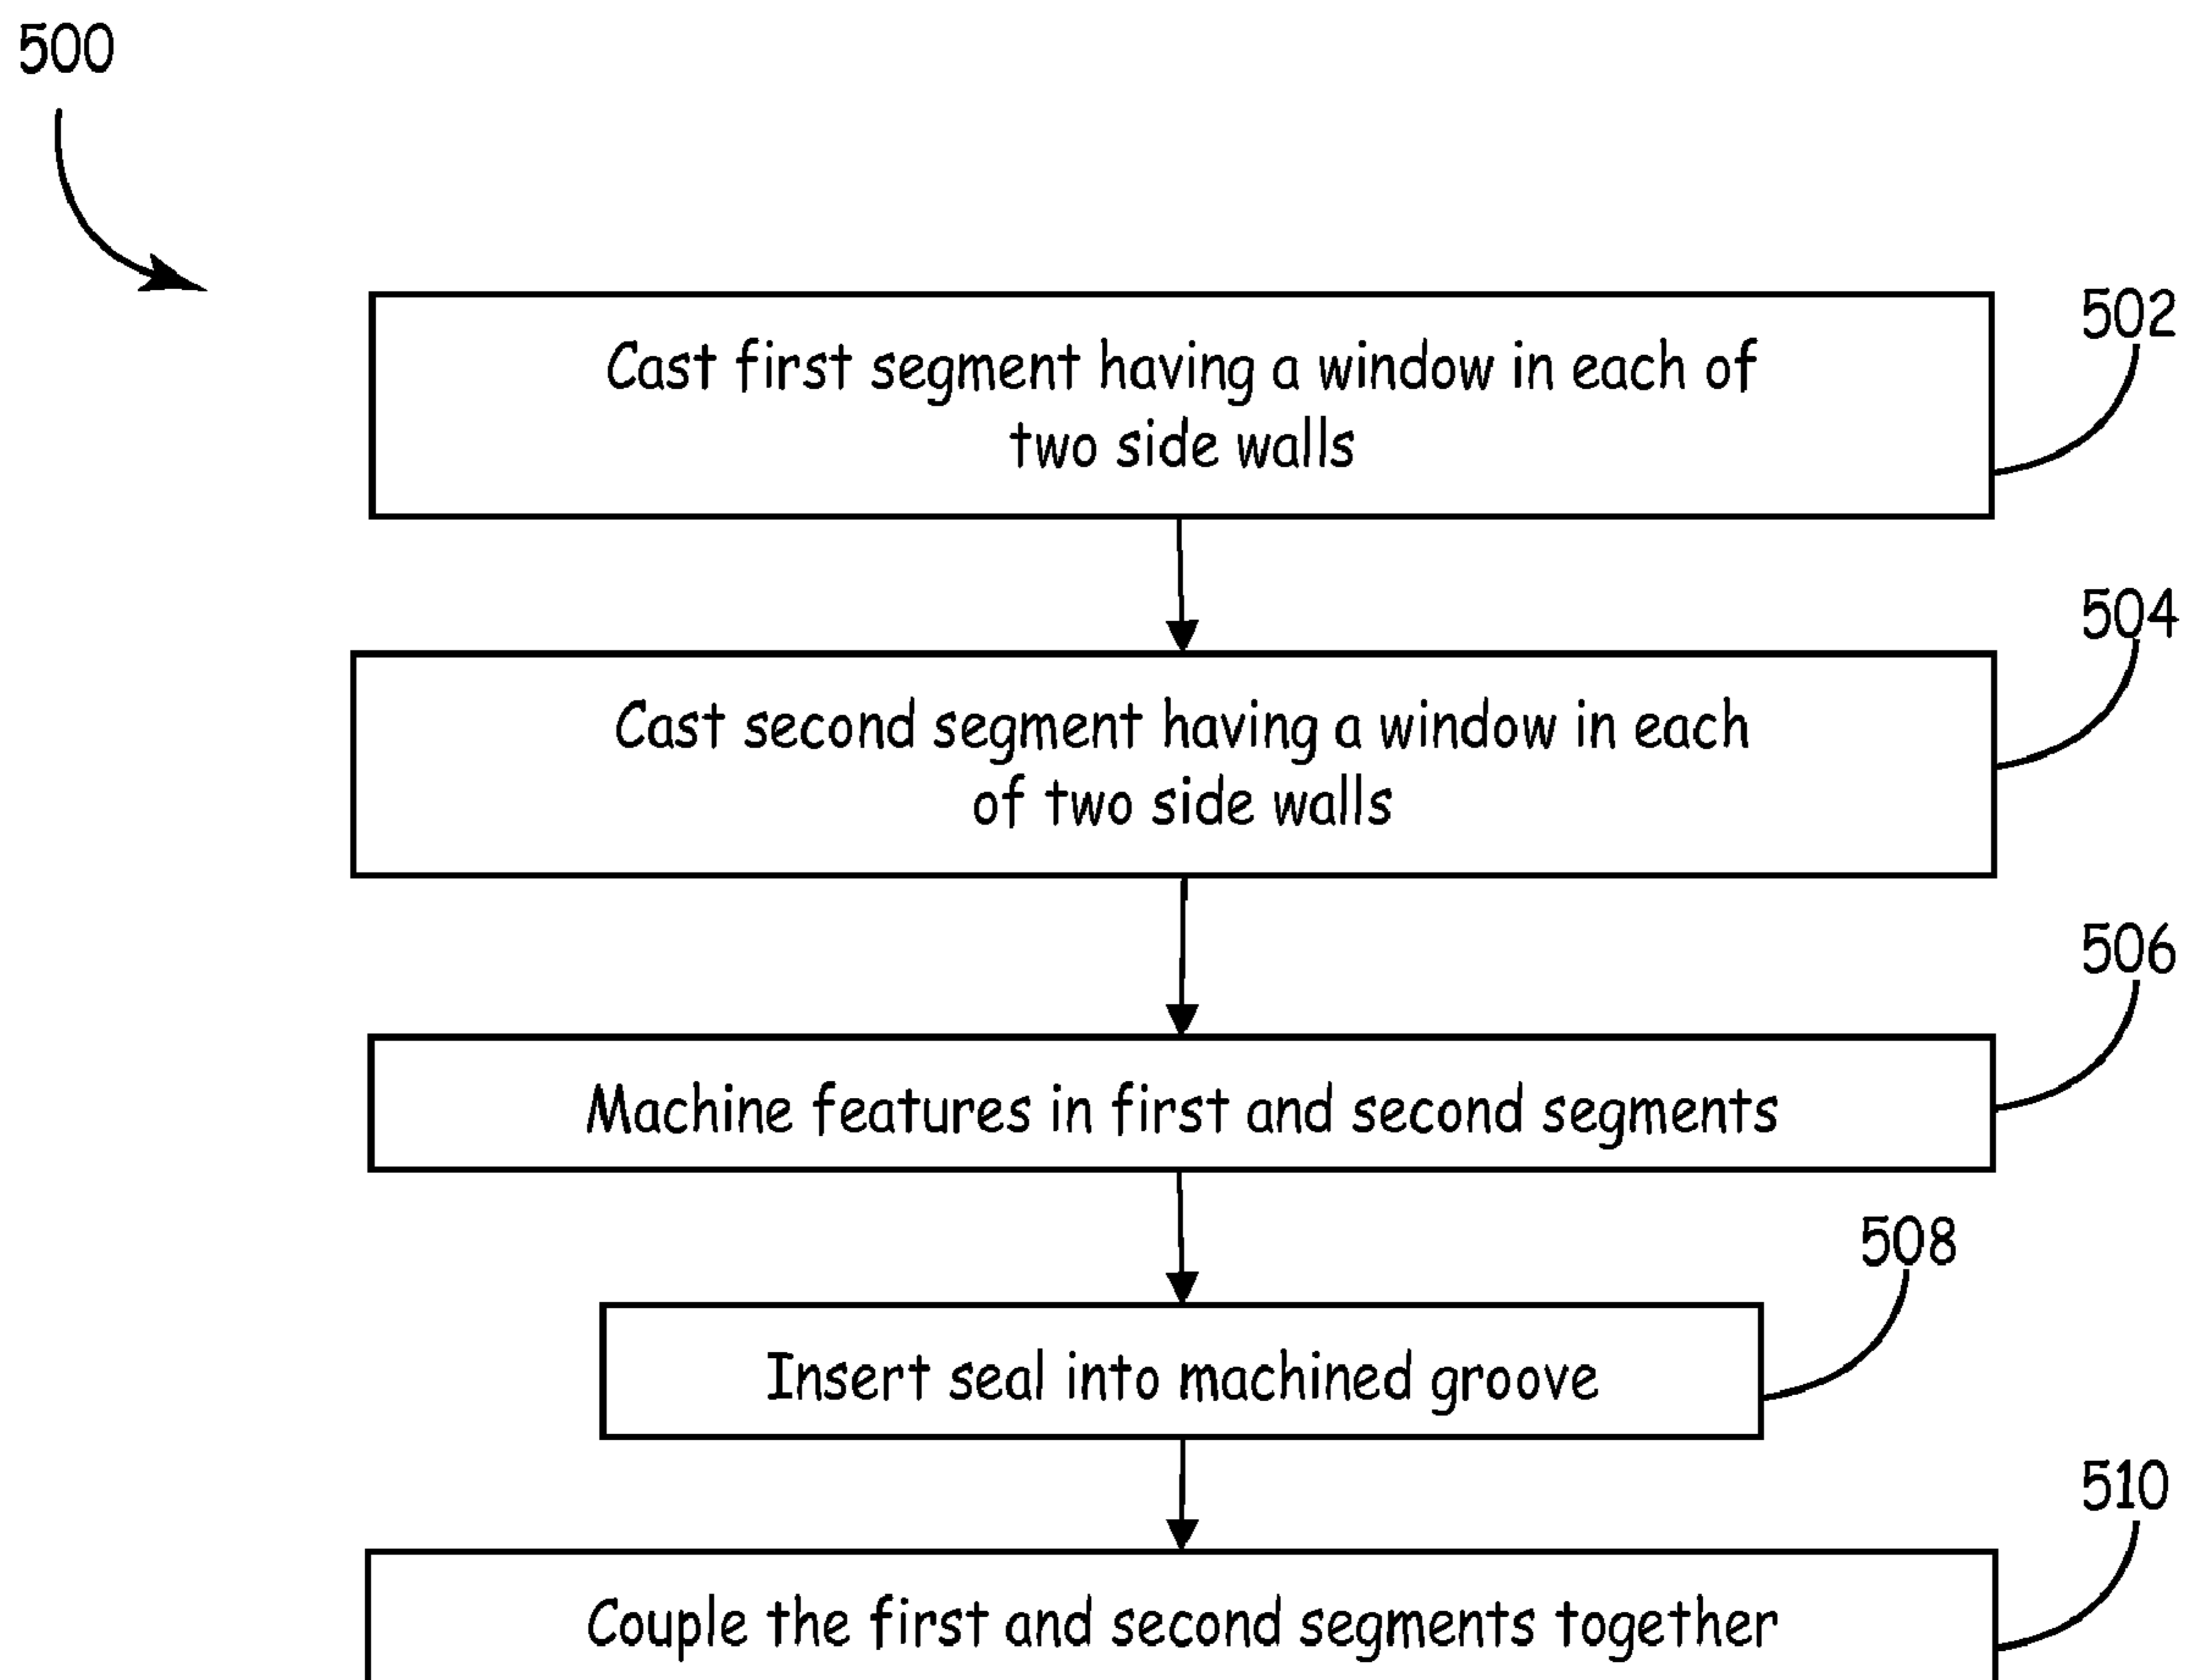 500
502
Cast first segment having a window in each of
two side walls
504
Cast second segment having a window in each
of two side walls
506
Machine features in first and second segments
508
Insert seal into machined groove
510
Couple the first and second segments together